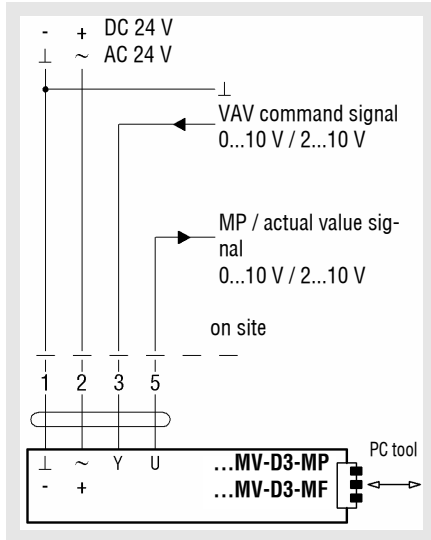 - + DC 24 V
⊥ ~ AC 24 V
⊥
VAV command signal
0...10 V / 2...10 V
MP / actual value sig-
nal
0...10 V / 2...10 V
on site
1 2 3 5
⊥ ~ Y U ...MV-D3-MP
- + ...MV-D3-MF
PC tool